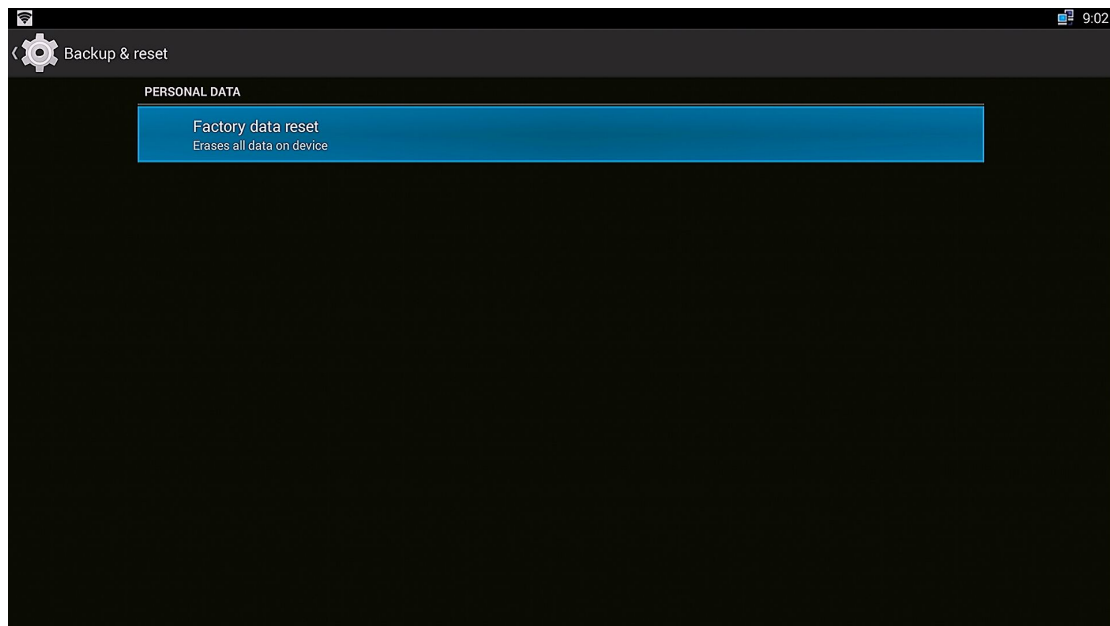 9:02
Backup & reset
PERSONAL DATA
Factory data reset
Erases all data on device